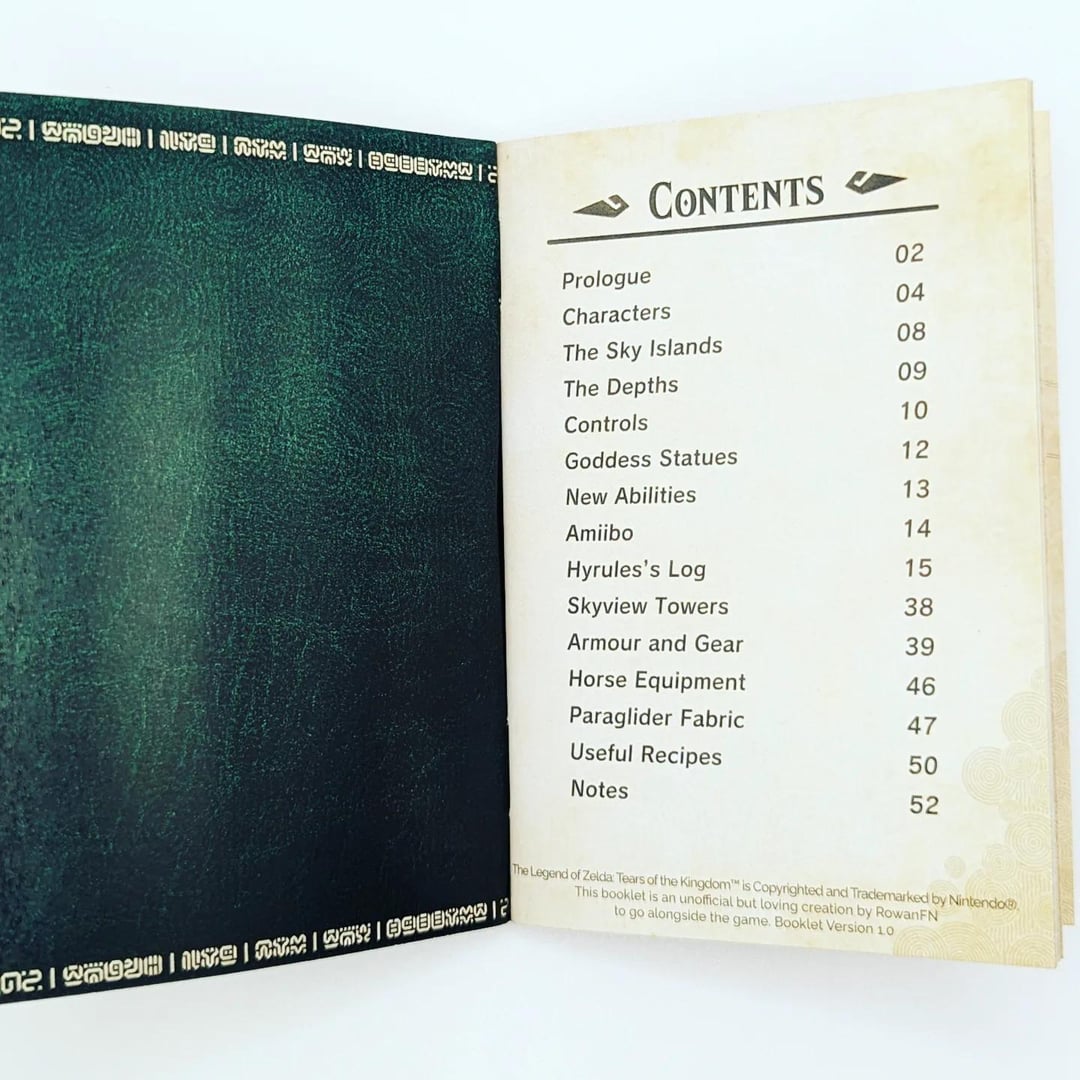 Contents
Prologue 02
Characters 04
The Sky Islands 08
The Depths 09
Controls 10
Goddess Statues 12
New Abilities 13
Amiibo 14
Hyrules's Log 15
Skyview Towers 38
Armour and Gear 39
Horse Equipment 46
Paraglider Fabric 47
Useful Recipes 50
Notes 52
The Legend of Zelda: Tears of the Kingdom™ is Copyrighted and Trademarked by Nintendo®.
This booklet is an unofficial but loving creation by RowanFN
to go alongside the game. Booklet Version 1.0